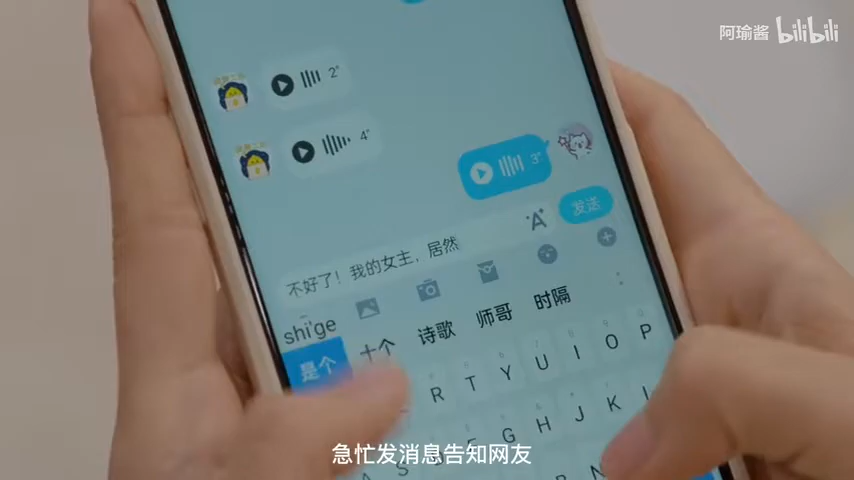 阿瑜酱 bilibili
2"
4"
3"
发送
不好了！我的女主，居然
shi'ge
是个 十个 诗歌 师哥 时隔
R T Y U I O P
A S D F G H J K L
N
急忙发消息告知网友